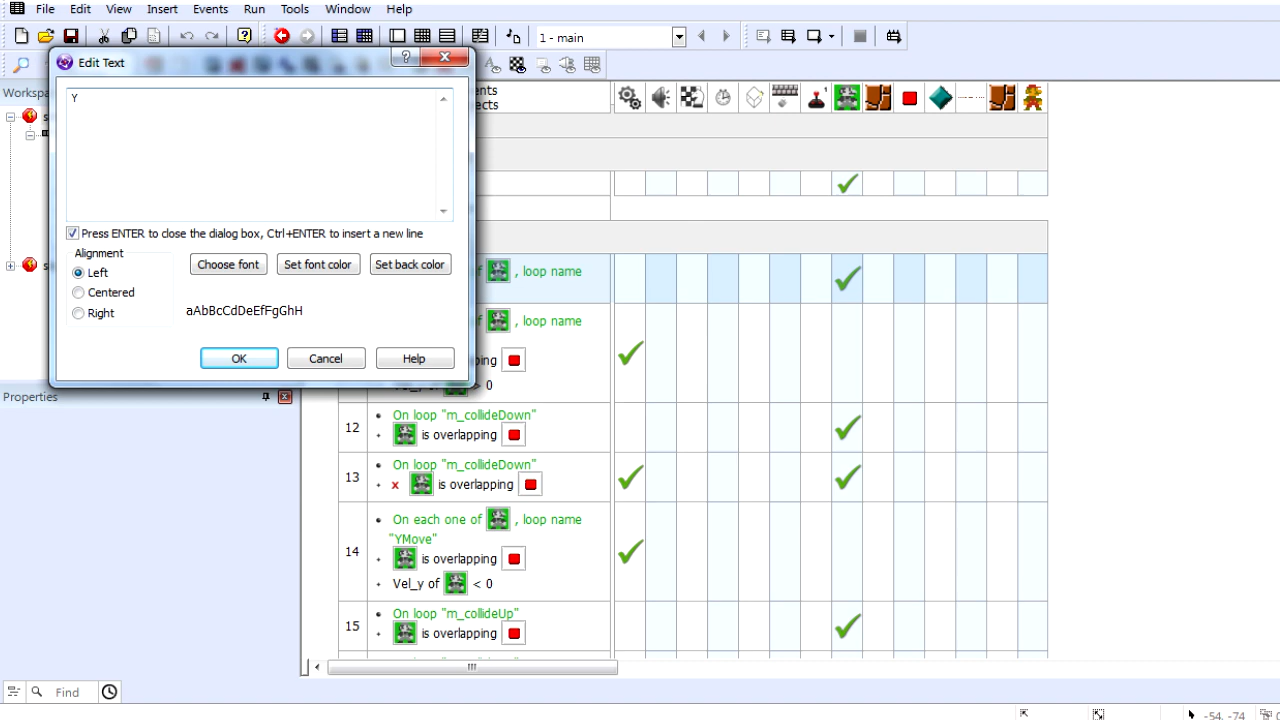 File Edit View Insert Events Run Tools Window Help
1 - main
Edit Text
Workspa
Y
Press ENTER to close the dialog box, Ctrl+ENTER to insert a new line
Alignment
Left
Centered
Right
Choose font
Set font color
Set back color
aAbBcCdDeEfFgGhH
OK
Cancel
Help
Properties
, loop name
, loop name
Vel_y of > 0
12
On loop "m_collideDown"
is overlapping
13
On loop "m_collideDown"
x is overlapping
14
On each one of , loop name
"YMove"
is overlapping
Vel_y of < 0
15
On loop "m_collideUp"
is overlapping
Find
-54, -74